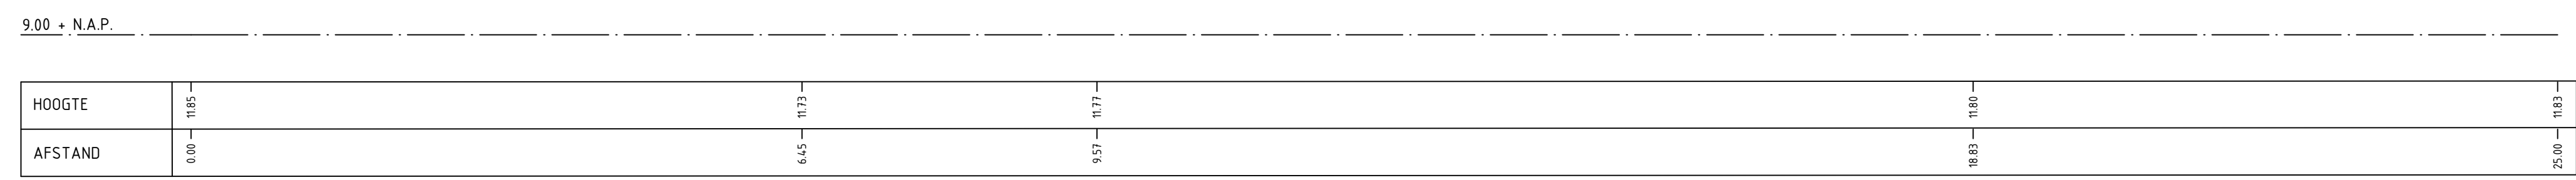 9.00 + N.A.P.
HOOGTE 11.85 11.73 11.77 11.80 11.83
AFSTAND 0.00 6.45 9.57 18.83 25.00